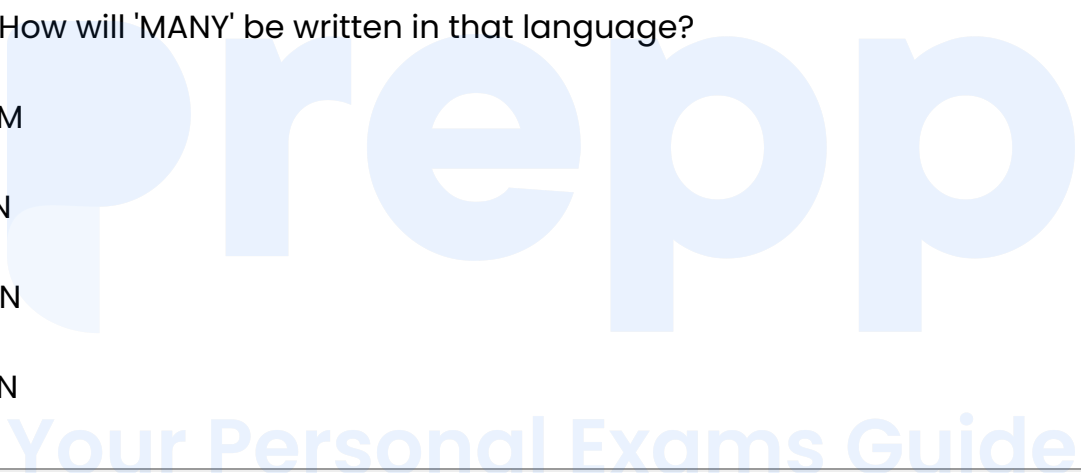 How will 'MANY' be written in that language?
M
N
N
N
Prepp
Your Personal Exams Guide